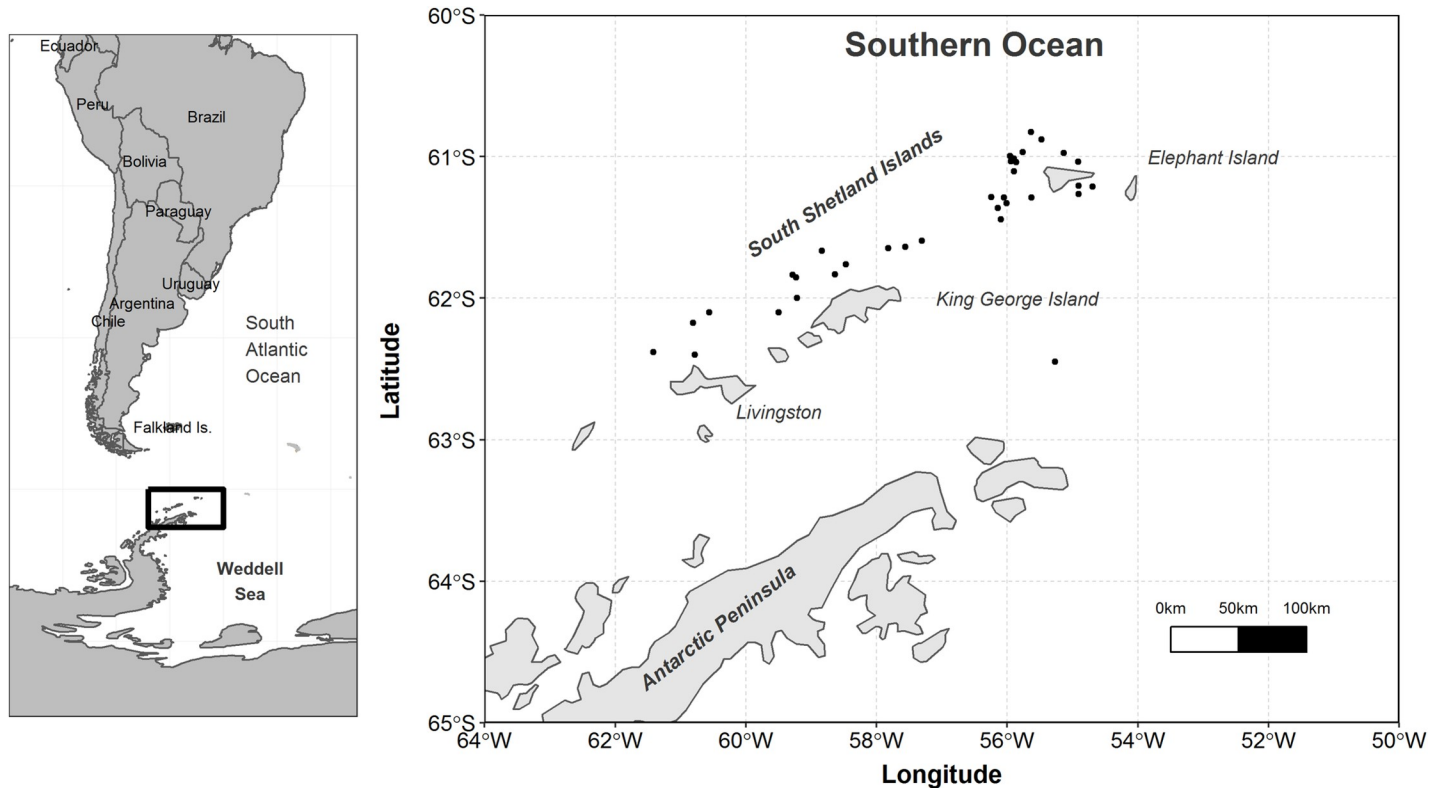 Ecuador
Peru
Brazil
Bolivia
Paraguay
Uruguay
Argentina
Chile
South
Atlantic
Ocean
Falkland Is.
Weddell
Sea
Latitude
60°S
61°S
62°S
63°S
64°S
65°S
Southern Ocean
South Shetland Islands
Elephant Island
King George Island
Livingston
Antarctic Peninsula
0km 50km 100km
64°W 62°W 60°W 58°W 56°W 54°W 52°W 50°W
Longitude